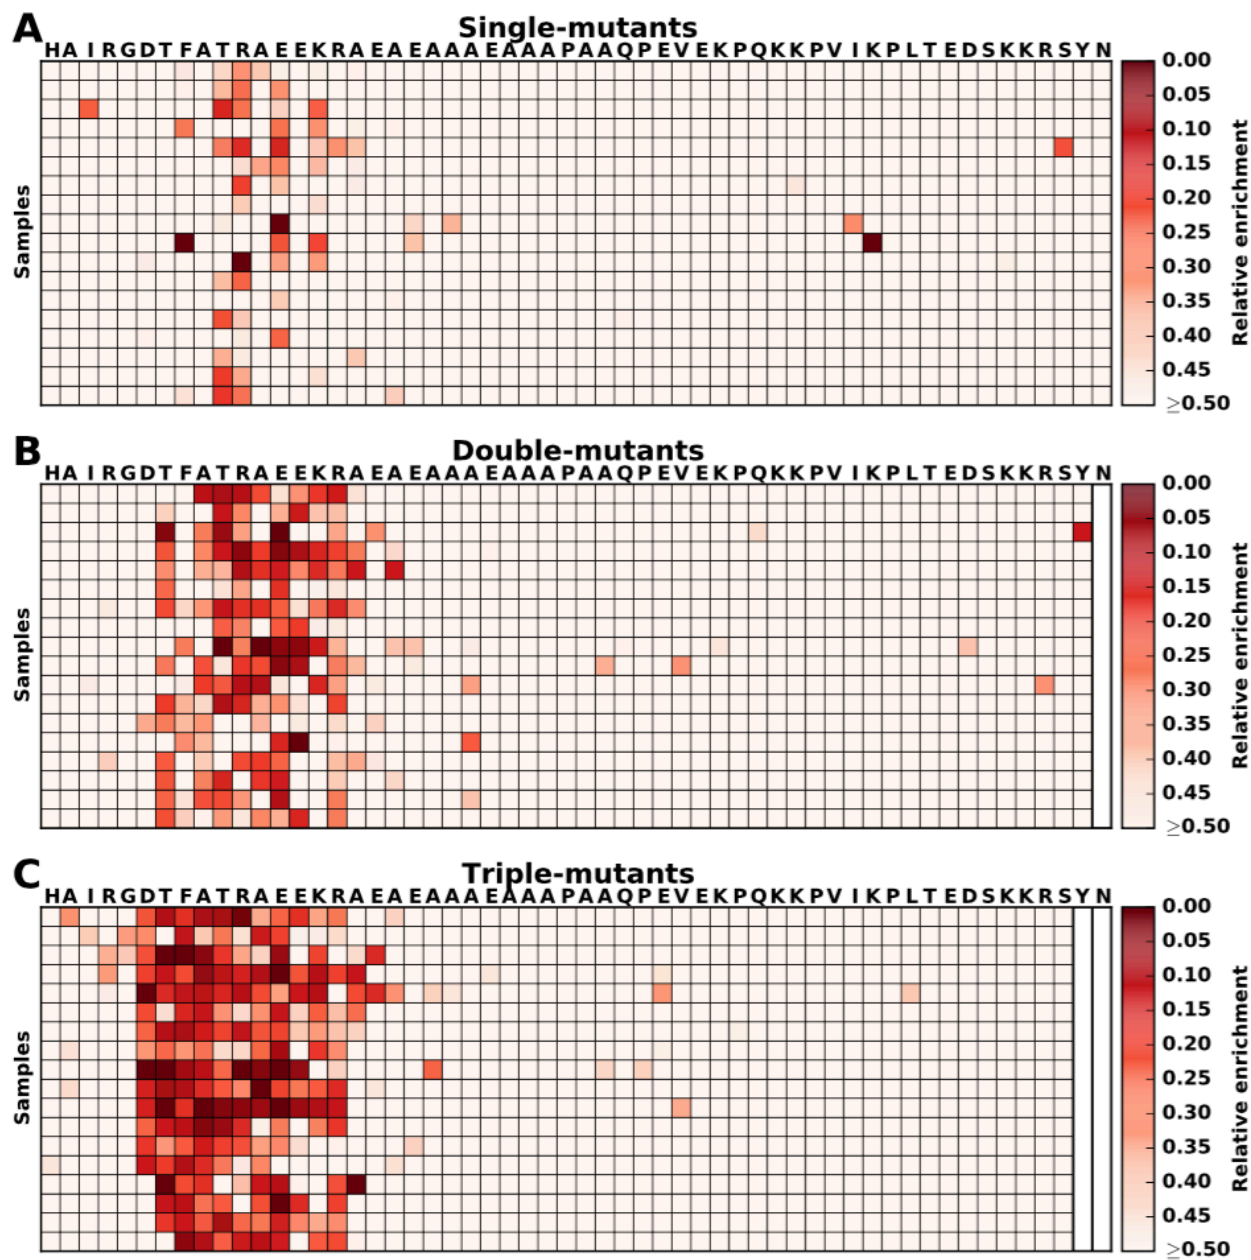 A
Single-mutants
H A I R G D T F A T R A E E K R A E A E A A A E A A A P A A Q P E V E K P Q K K P V I K P L T E D S K K R S Y N
Samples
0.00
0.05
0.10
0.15
0.20
0.25
0.30
0.35
0.40
0.45
≥0.50
Relative enrichment
B
Double-mutants
H A I R G D T F A T R A E E K R A E A E A A A E A A A P A A Q P E V E K P Q K K P V I K P L T E D S K K R S Y N
Samples
0.00
0.05
0.10
0.15
0.20
0.25
0.30
0.35
0.40
0.45
≥0.50
Relative enrichment
C
Triple-mutants
H A I R G D T F A T R A E E K R A E A E A A A E A A A P A A Q P E V E K P Q K K P V I K P L T E D S K K R S Y N
Samples
0.00
0.05
0.10
0.15
0.20
0.25
0.30
0.35
0.40
0.45
≥0.50
Relative enrichment